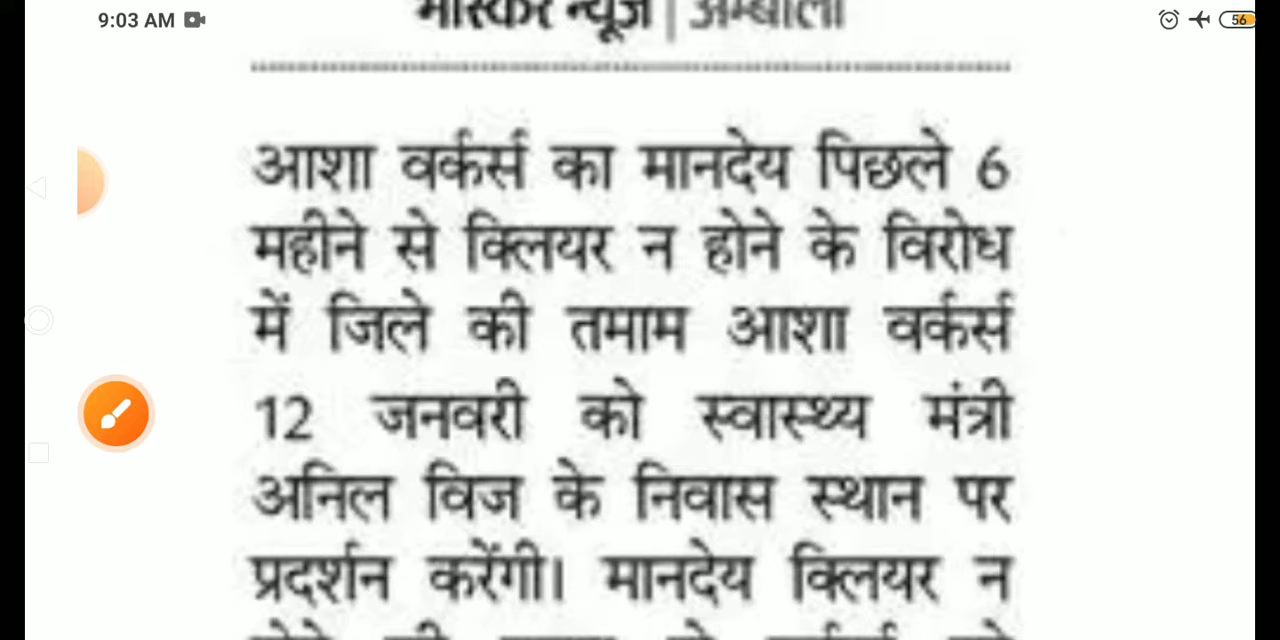 9:03 AM
56
भास्कर न्यूज | अम्बाला
आशा वर्कर्स का मानदेय पिछले 6
महीने से क्लियर न होने के विरोध
में जिले की तमाम आशा वर्कर्स
12 जनवरी को स्वास्थ्य मंत्री
अनिल विज के निवास स्थान पर
प्रदर्शन करेंगी। मानदेय क्लियर न